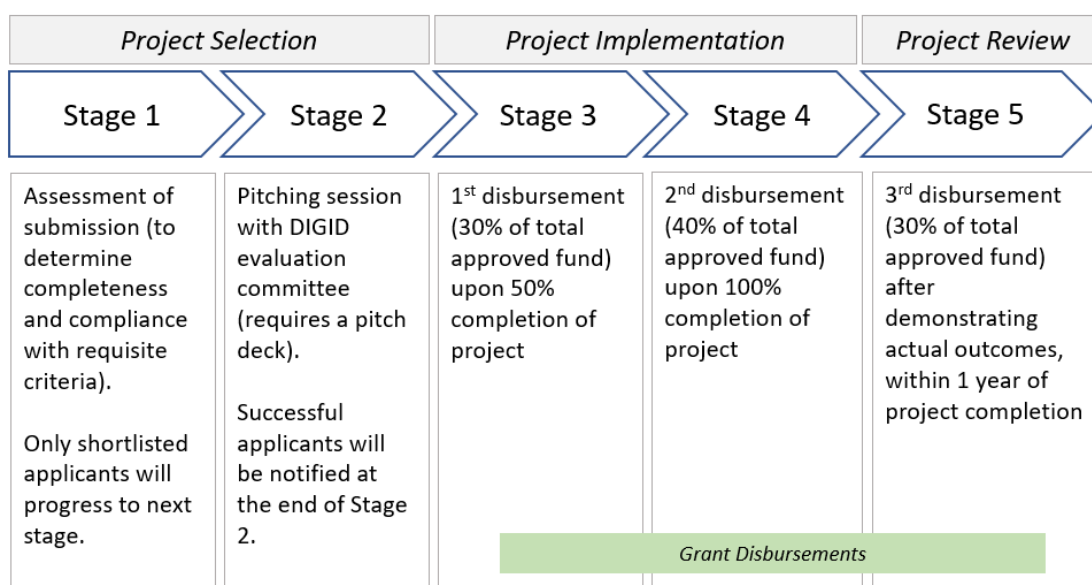 Project Selection
Project Implementation
Project Review
Stage 1
Stage 2
Stage 3
Stage 4
Stage 5
Assessment of
submission (to
determine
completeness
and compliance
with requisite
criteria).
Only shortlisted
applicants will
progress to next
stage.
Pitching session
with DIGID
evaluation
committee
(requires a pitch
deck).
Successful
applicants will
be notified at
the end of Stage
2.
1st disbursement
(30% of total
approved fund)
upon 50%
completion of
project
2nd disbursement
(40% of total
approved fund)
upon 100%
completion of
project
3rd disbursement
(30% of total
approved fund)
after
demonstrating
actual outcomes,
within 1 year of
project completion
Grant Disbursements